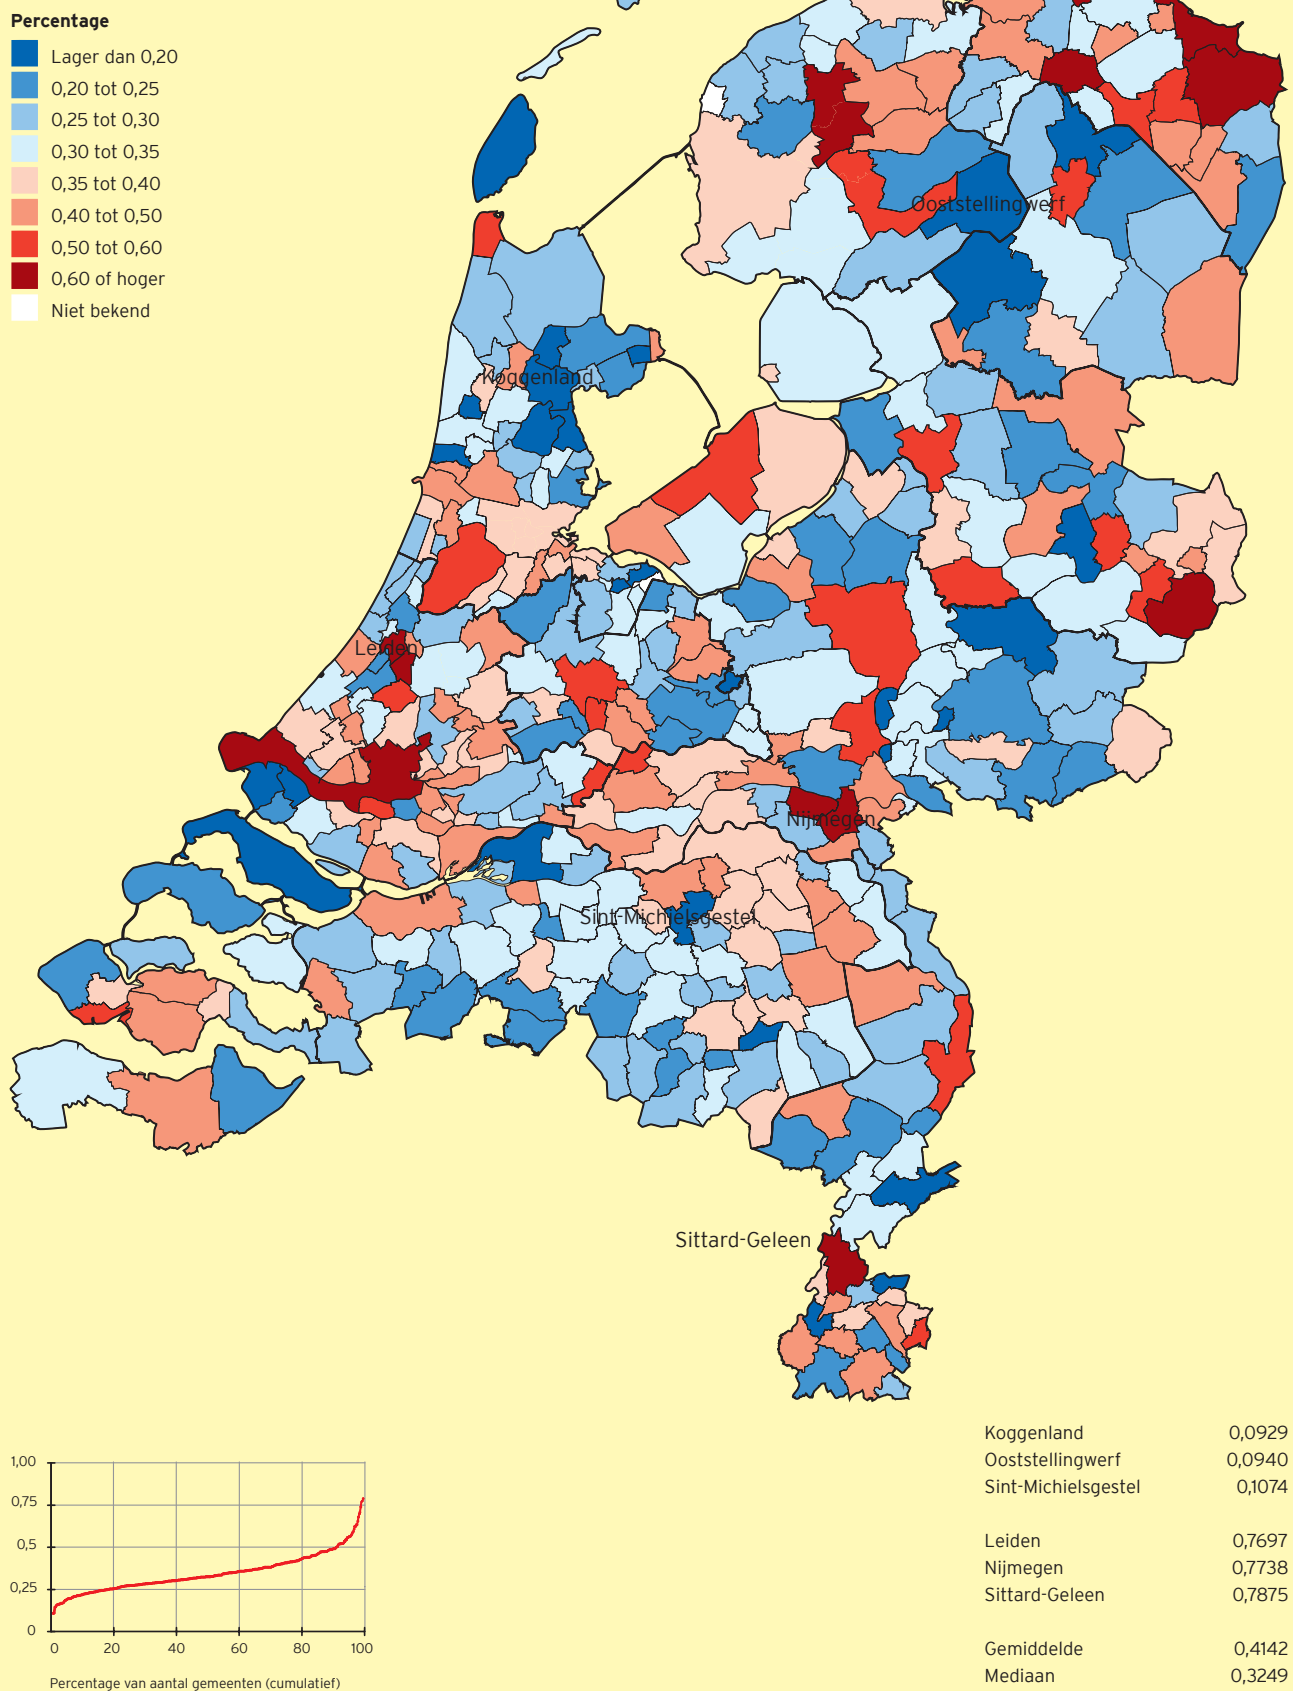 Percentage
Lager dan 0,20
0,20 tot 0,25
0,25 tot 0,30
0,30 tot 0,35
0,35 tot 0,40
0,40 tot 0,50
0,50 tot 0,60
0,60 of hoger
Niet bekend
Ooststellingwerf
Koggenland
Leiden
Nijmegen
Sint-Michielsgestel
Sittard-Geleen
Koggenland 0,0929
Ooststellingwerf 0,0940
Sint-Michielsgestel 0,1074
Leiden 0,7697
Nijmegen 0,7738
Sittard-Geleen 0,7875
Gemiddelde 0,4142
Mediaan 0,3249
1,00
0,75
0,5
0,25
0
0 20 40 60 80 100
Percentage van aantal gemeenten (cumulatief)